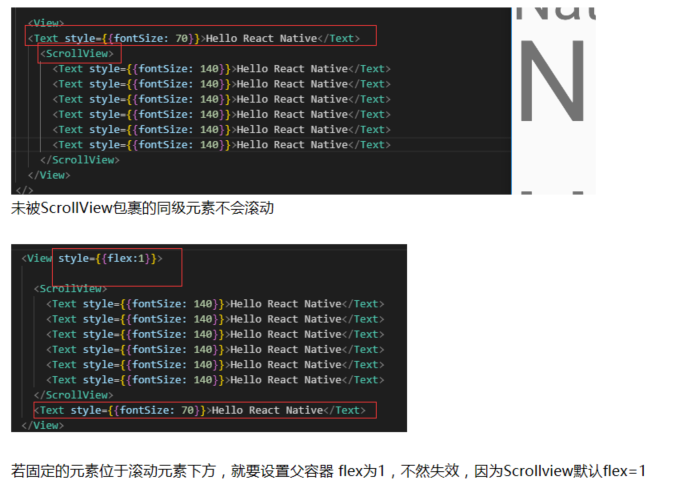 Nat
<View>
<Text style={{fontSize: 70}}>Hello React Native</Text>
N
<ScrollView>
<Text style={{fontSize: 140}}>Hello React Native</Text>
<Text style={{fontSize: 140}}>Hello React Native</Text>
<Text style={{fontSize: 140}}>Hello React Native</Text>
<Text style={{fontSize: 140}}>Hello React Native</Text>
<Text style={{fontSize: 140}}>Hello React Native</Text>
<Text style={{fontSize: 140}}>Hello React Native</Text>
</ScrollView>
</View>
</>
未被ScrollView包裹的同级元素不会滚动
<View style={{flex:1}}>
<ScrollView>
<Text style={{fontSize: 140}}>Hello React Native</Text>
<Text style={{fontSize: 140}}>Hello React Native</Text>
<Text style={{fontSize: 140}}>Hello React Native</Text>
<Text style={{fontSize: 140}}>Hello React Native</Text>
<Text style={{fontSize: 140}}>Hello React Native</Text>
<Text style={{fontSize: 140}}>Hello React Native</Text>
</ScrollView>
<Text style={{fontSize: 70}}>Hello React Native</Text>
</View>
若固定的元素位于滚动元素下方，就要设置父容器 flex为1，不然失效，因为Scrollview默认flex=1